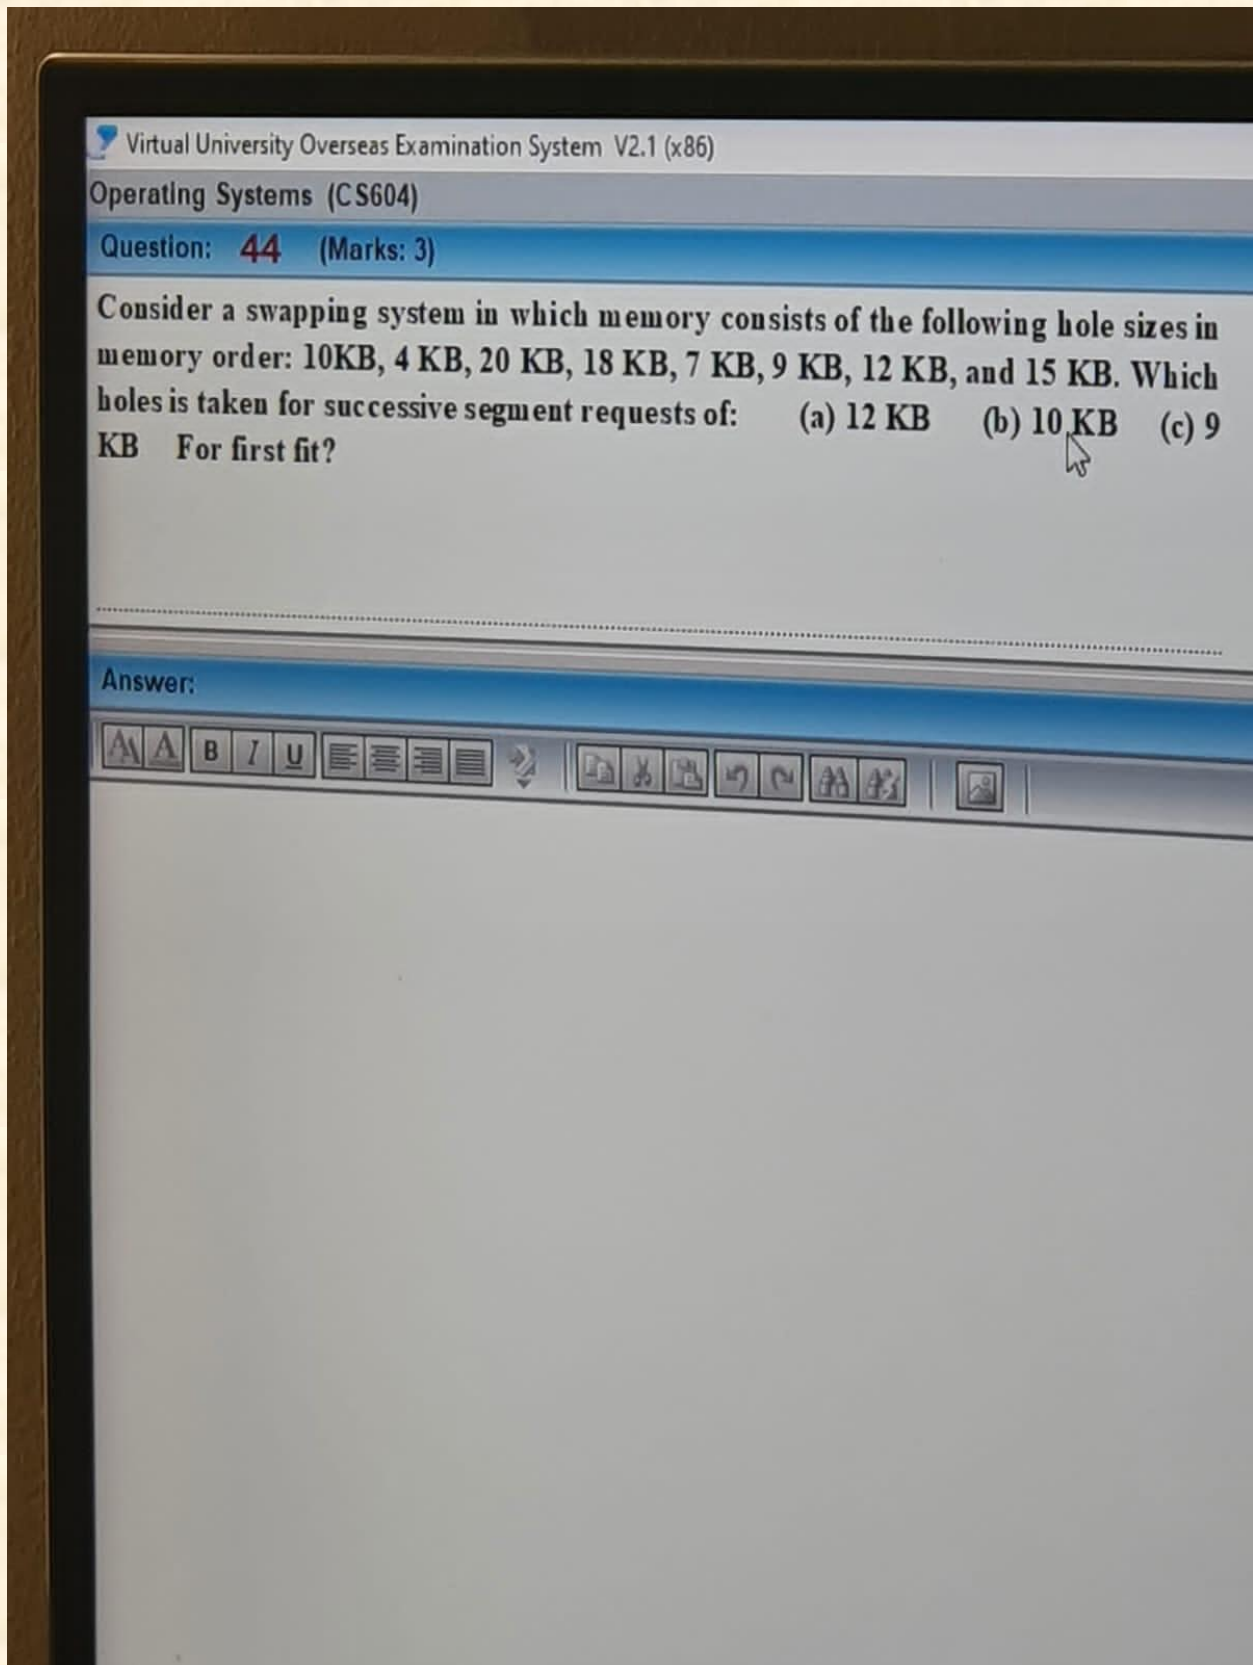 Virtual University Overseas Examination System V2.1 (x86)
Operating Systems (CS604)
Question: 44 (Marks: 3)
Consider a swapping system in which memory consists of the following hole sizes in
memory order: 10KB, 4 KB, 20 KB, 18 KB, 7 KB, 9 KB, 12 KB, and 15 KB. Which
holes is taken for successive segment requests of: (a) 12 KB (b) 10 KB (c) 9
KB For first fit?
Answer:
A A B I U